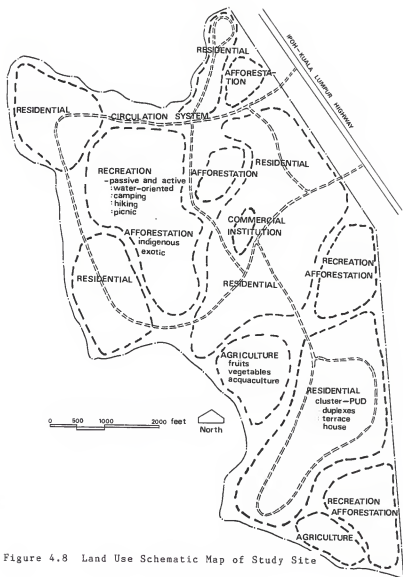 IPOH-KUALA LUMPUR HIGHWAY
RESIDENTIAL
AFFORESTA-
TION
RESIDENTIAL
CIRCULATION SYSTEM
RECREATION
-passive and active
:water-oriented
:camping
:hiking
:picnic
AFFORESTATION
RESIDENTIAL
COMMERCIAL
INSTITUTION
AFFORESTATION
indigenous
exotic
RESIDENTIAL
RESIDENTIAL
RECREATION
AFFORESTATION
AGRICULTURE
fruits
vegetables
acquaculture
RESIDENTIAL
cluster-PUD
duplexes
terrace
house
0 500 1000 2000 feet
North
RECREATION
AFFORESTATION
AGRICULTURE
Figure 4.8 Land Use Schematic Map of Study Site